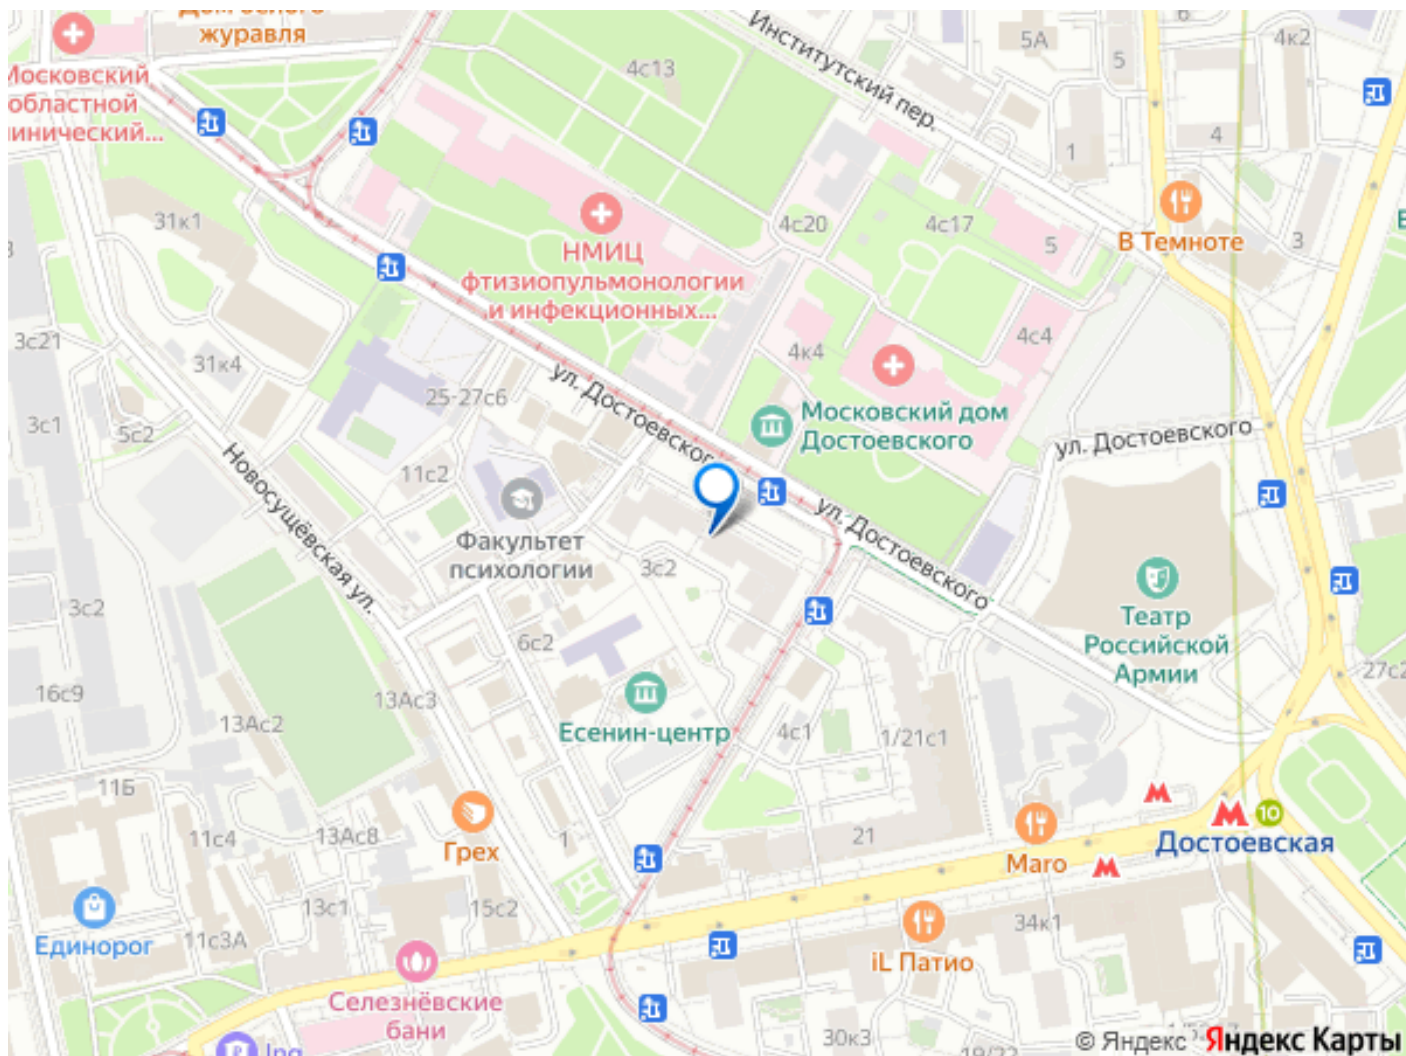 журавля
Институтский пер.
5А
6
4к2
5
4с13
Московский
областной
4
1
31к1
4с20
4с17
5
В Темноте
3
НМИЦ
фтизиопульмонологии
и инфекционных...
3с21
31к4
4к4
4с4
25-27с6
ул. Достоевского
Московский дом
Достоевского
ул. Достоевского
3с1
5с2
11с2
Новосущёвская ул.
ул. Достоевского
Факультет
психологии
3с2
3с2
Театр
Российской
Армии
6с2
27с2
16с9
13Ас3
13Ас2
Есенин-центр
4с1
1/21с1
11Б
11с4
13Ас8
Грех
1
21
Maro
10
Достоевская
13с1
15с2
Единорог
11с3А
34к1
iL Патио
Селезнёвские
бани
30к3
© Яндекс Яндекс Карты